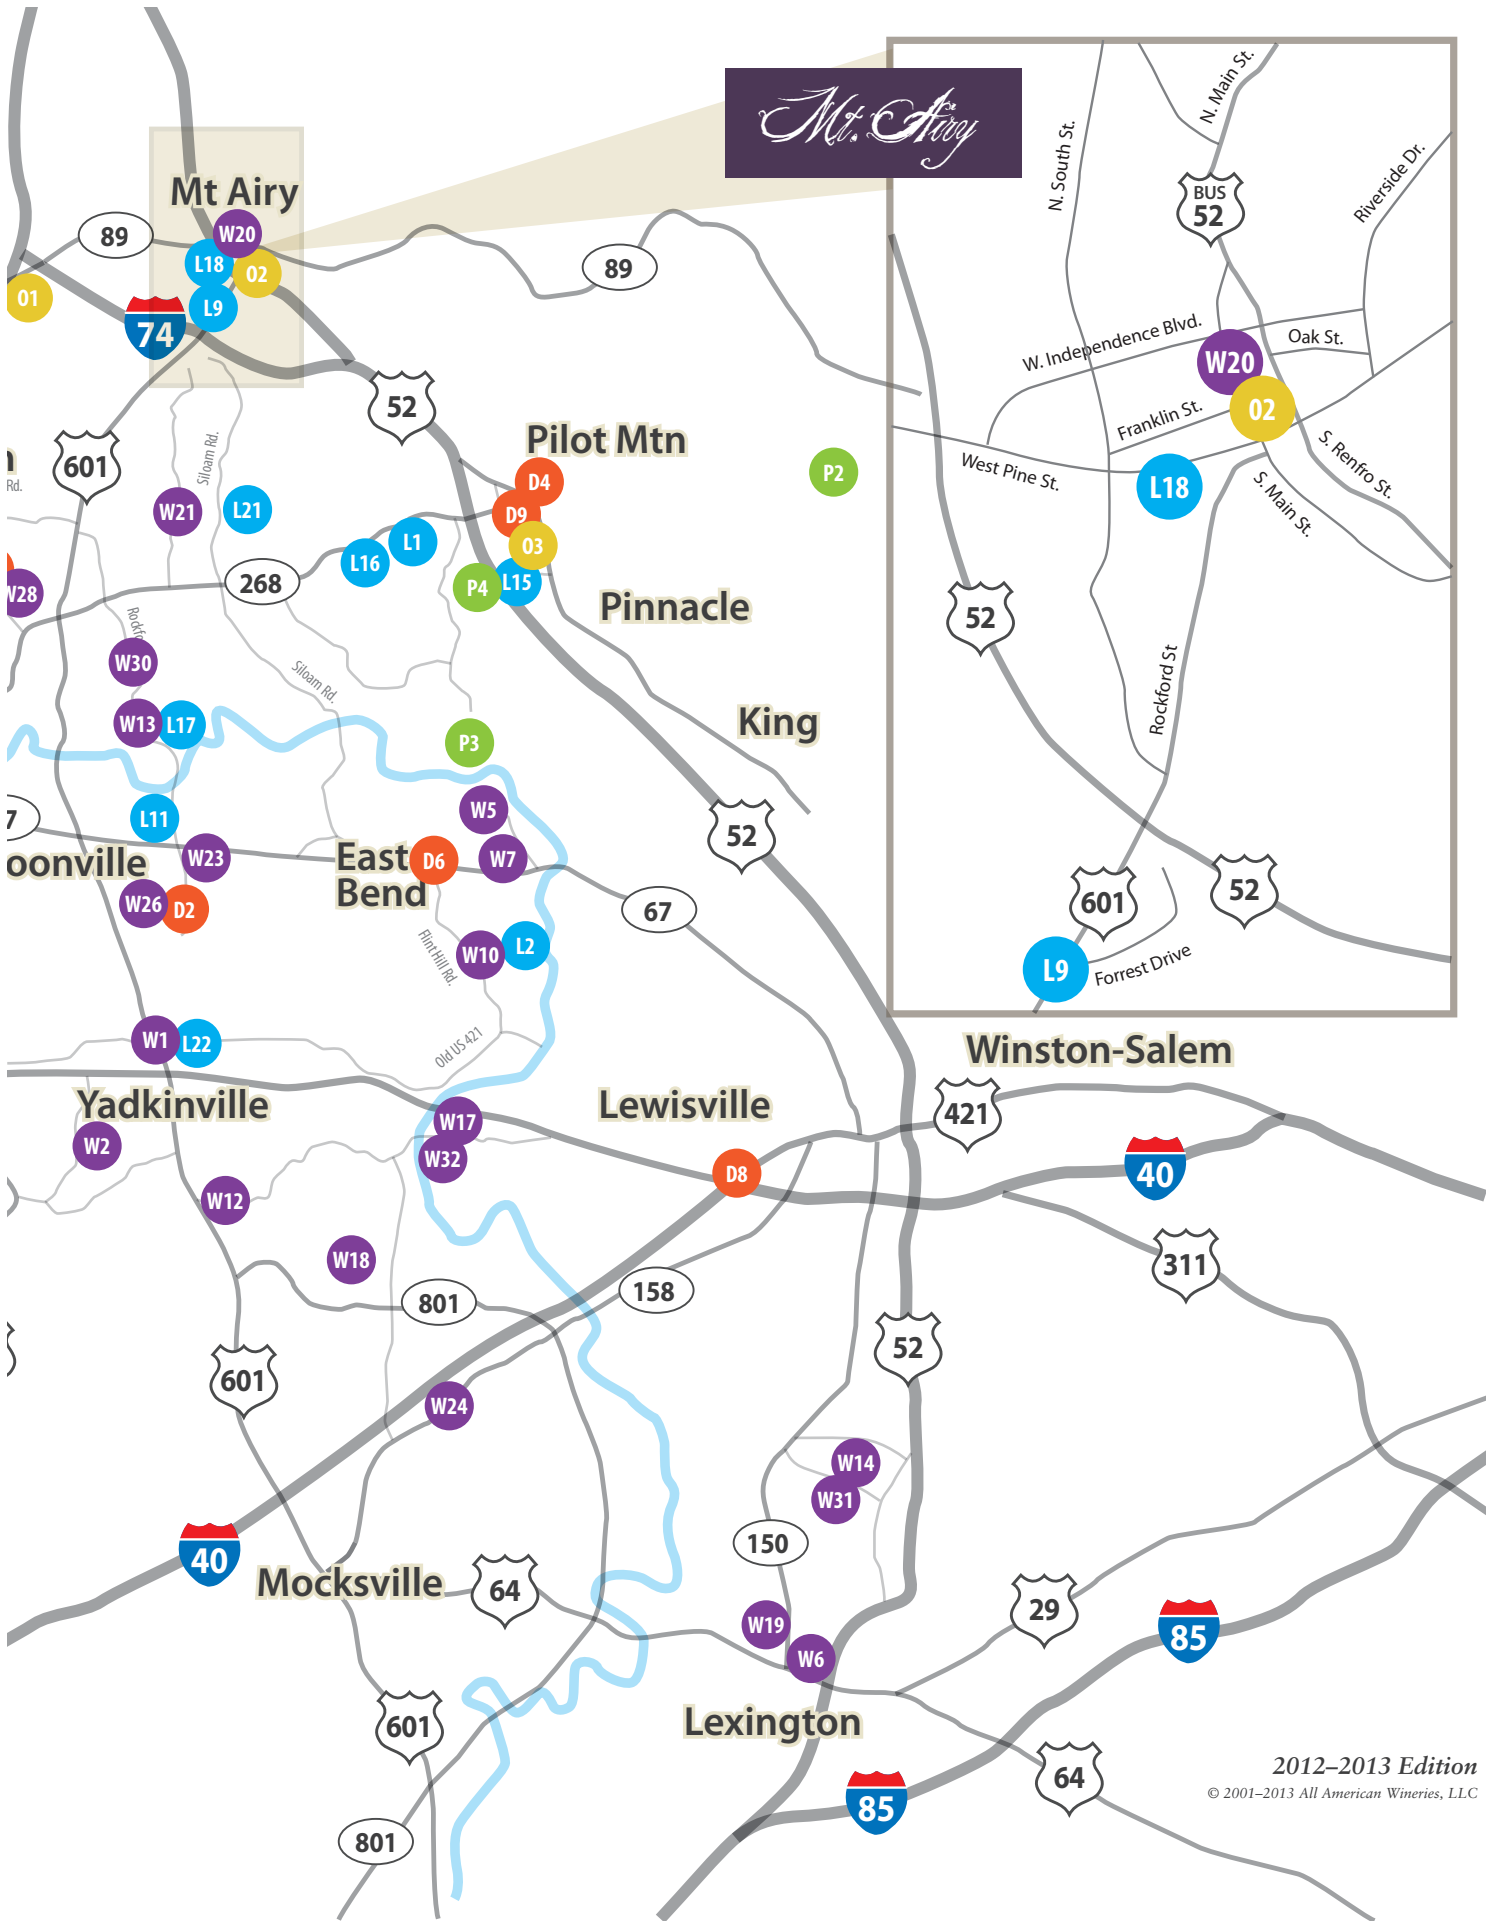 Mt. Airy
N. Main St.
N. South St.
Riverside Dr.
BUS
52
W. Independence Blvd.
Oak St.
W20
O2
Franklin St.
West Pine St.
L18
S. Renfro St.
S. Main St.
52
Rockford St
601
52
L9
Forrest Drive
Mt Airy
89
W20
L18
O2
89
O1
L9
74
52
601
Pilot Mtn
Rd.
Siloam Rd.
D4
P2
W21
L21
D9
L1
O3
L16
268
P4
L15
W28
Pinnacle
W30
Siloam Rd.
W13
L17
King
P3
L11
W5
7
52
oonville
W23
East
Bend
D6
W7
W26
D2
67
Flint Hill Rd.
W10
L2
W1
L22
Old US 421
Winston-Salem
Yadkinville
Lewisville
421
W17
W2
W32
D8
40
W12
W18
311
801
158
601
52
W24
W14
W31
40
150
Mocksville
64
29
W19
85
W6
601
Lexington
2012–2013 Edition
64
© 2001–2013 All American Wineries, LLC
85
801